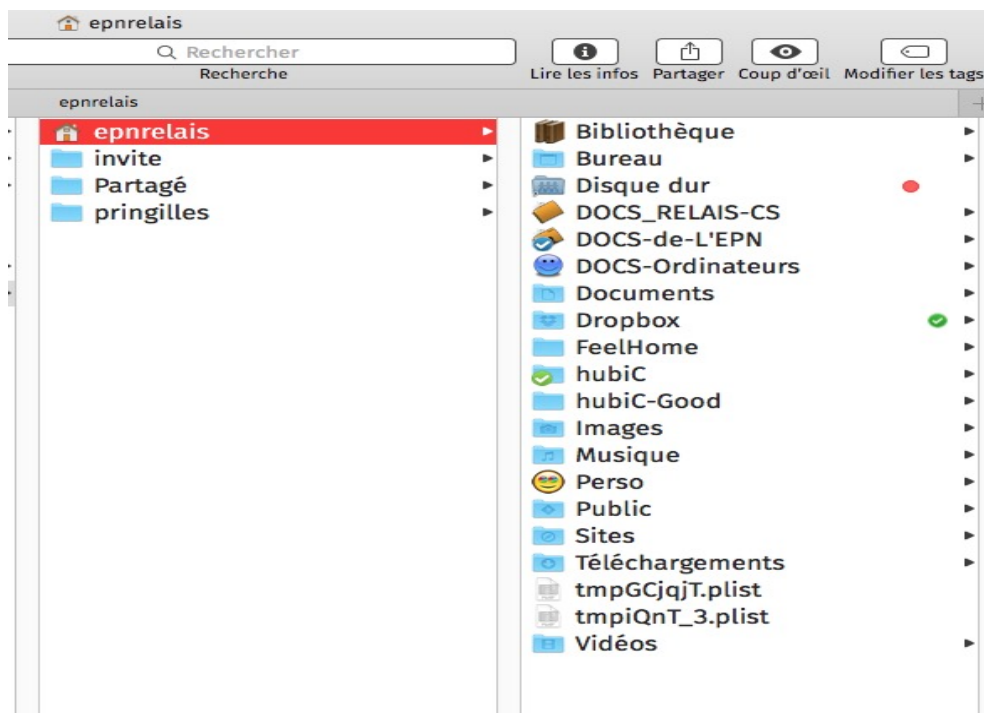 epnrelais
Rechercher
Recherche
Lire les infos Partager Coup d'œil Modifier les tags
epnrelais
epnrelais
invite
Partagé
pringilles
Bibliothèque
Bureau
Disque dur
DOCS_RELAIS-CS
DOCS-de-L'EPN
DOCS-Ordinateurs
Documents
Dropbox
FeelHome
hubiC
hubiC-Good
Images
Musique
Perso
Public
Sites
Téléchargements
tmpGCjqjT.plist
tmpiQnT_3.plist
Vidéos